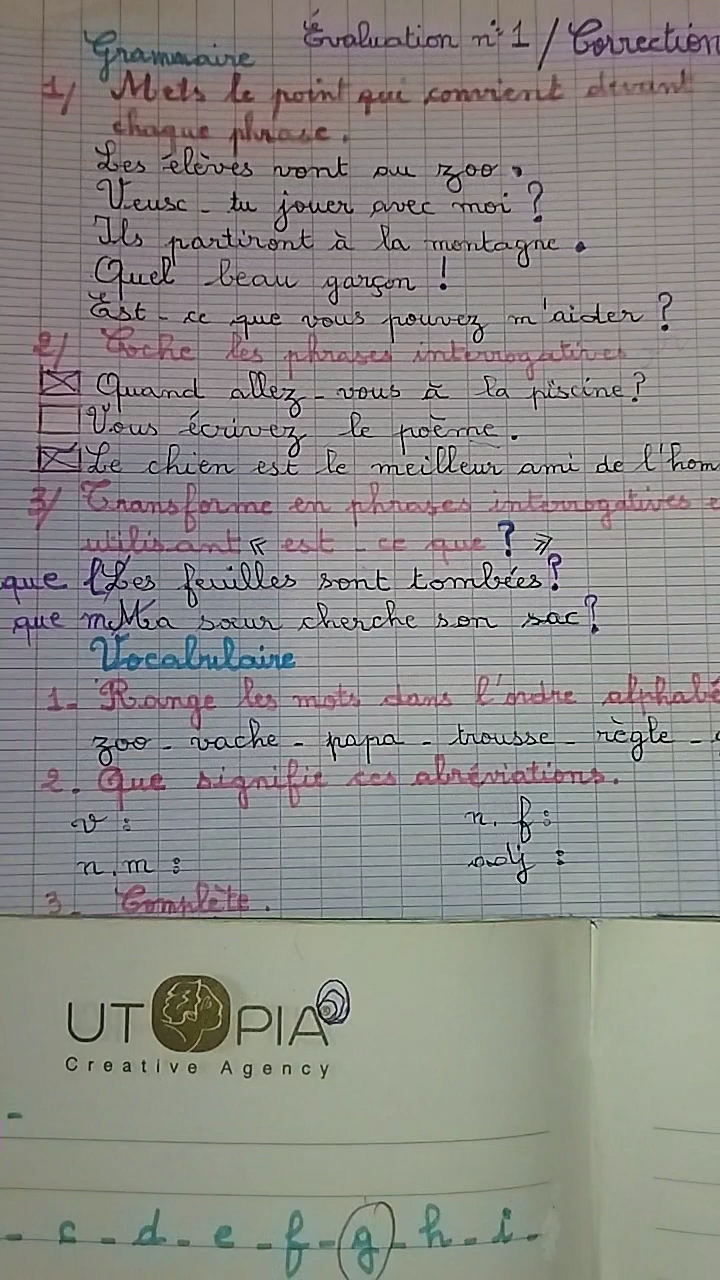 Évaluation n°1 / Correction
Grammaire
1/ Mets le point qui convient devant
chaque phrase.
Les élèves vont au zoo.
Veux-tu jouer avec moi ?
Ils partiront à la montagne.
Quel beau garçon !
Est-ce que vous pouvez m'aider ?
2/ Coche les phrases interrogatives
Quand allez-vous à la piscine ?
Vous écrivez le poème.
Le chien est le meilleur ami de l'hom
3/ Transforme en phrases interrogatives
utilisant « est-ce que ? »
que Les feuilles sont tombées ?
que Ma sœur cherche son sac ?
Vocabulaire
1- Range les mots dans l'ordre alphabé
zoo - vache - papa - trousse - règle -
2. Que signifie ces abréviations.
v : n.f :
n.m : adj :
3- Complète.
UTOPIA
Creative Agency
- c - d - e - f - g - h - i -